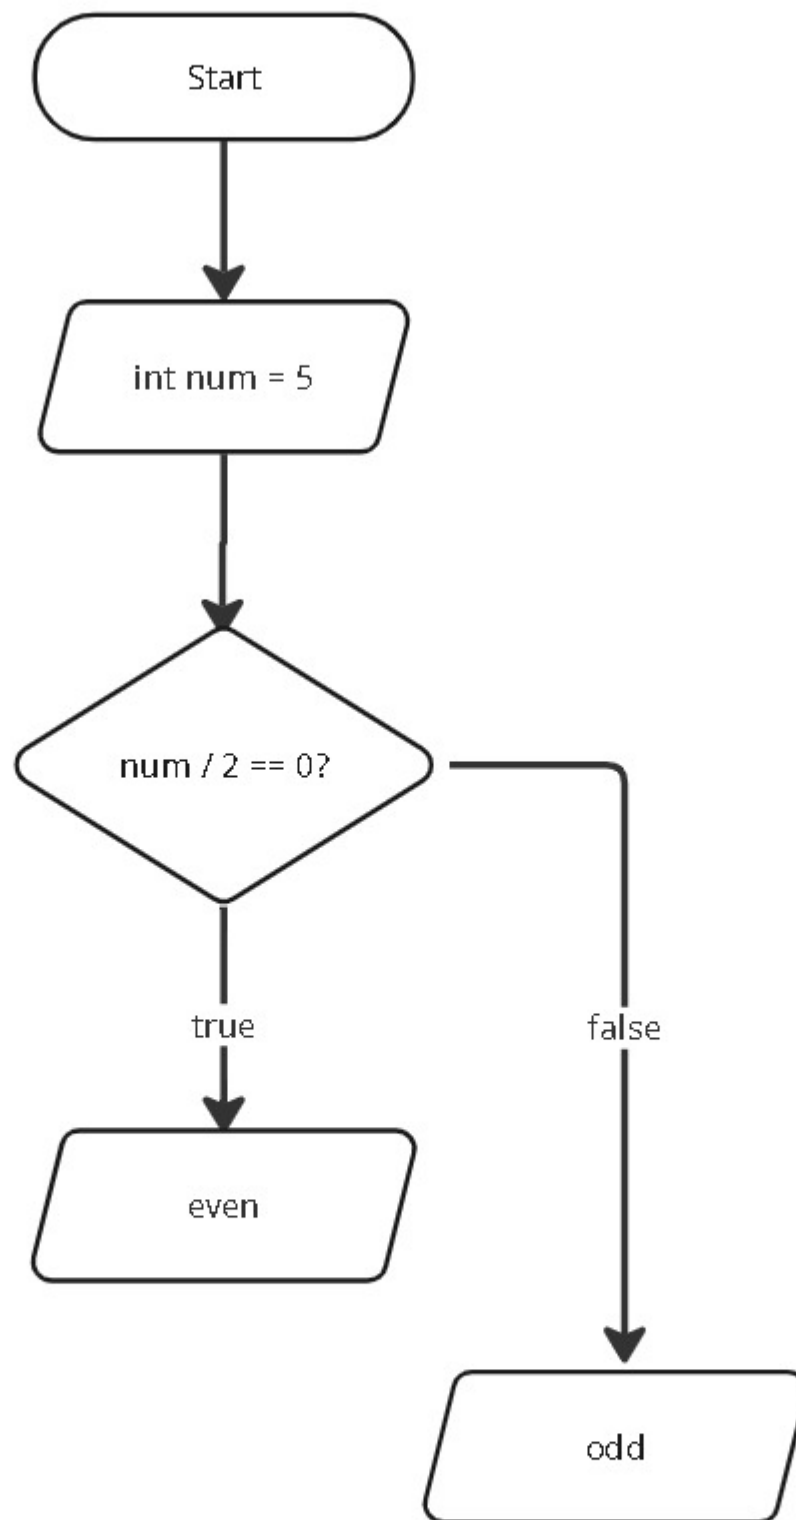 Start
int num = 5
num / 2 == 0?
true
false
even
odd